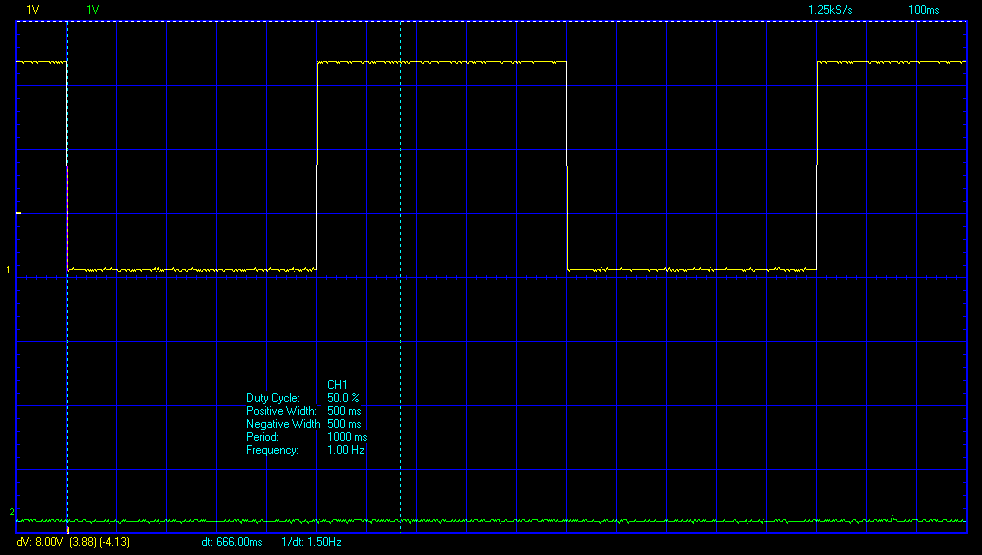 1V 1V 1.25kS/s 100ms
1
CH1
Duty Cycle: 50.0 %
Positive Width: 500 ms
Negative Width 500 ms
Period: 1000 ms
Frequency: 1.00 Hz
2
dV: 8.00V (3.88) (-4.13) dt: 666.00ms 1/dt: 1.50Hz